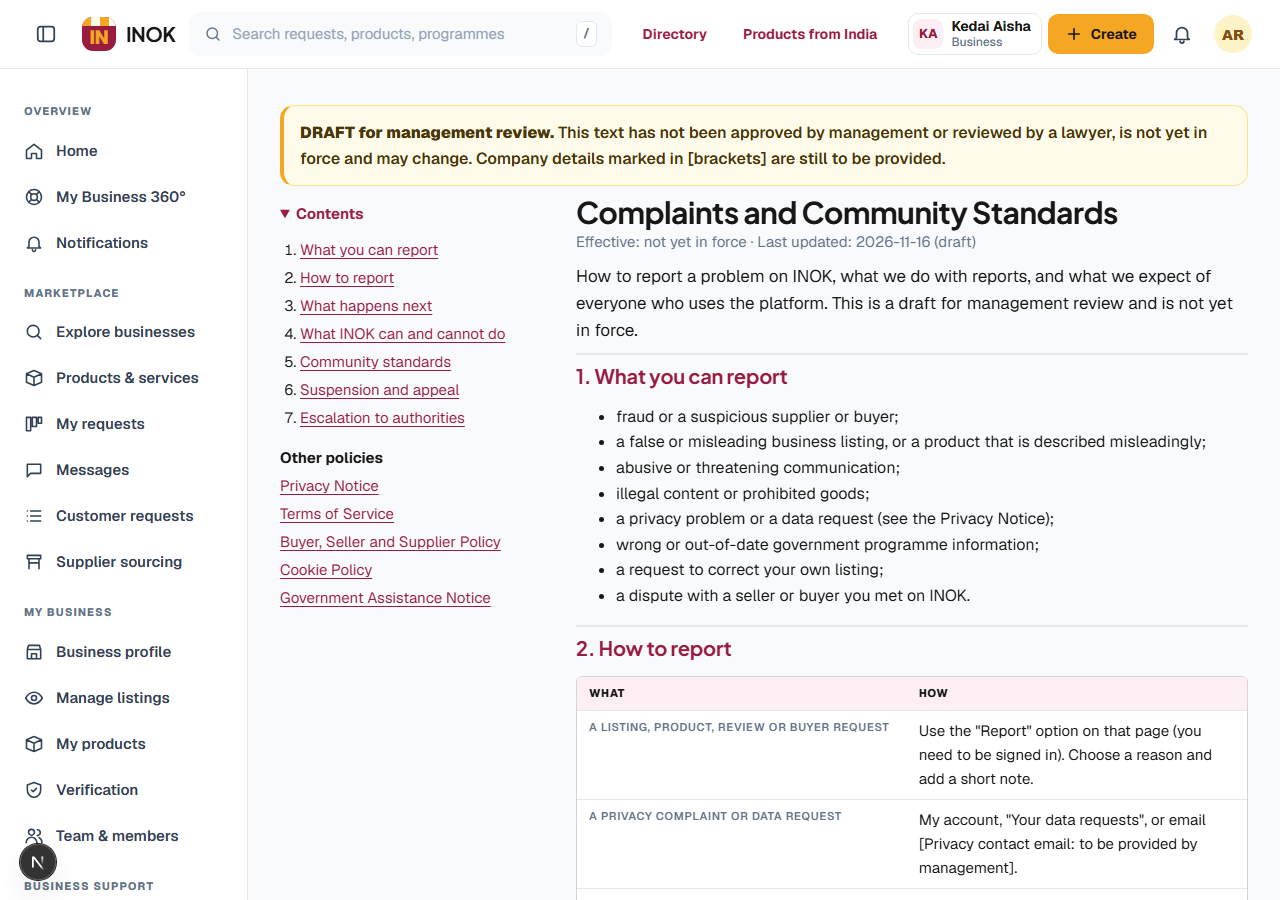 IN INOK
Search requests, products, programmes /
Directory
Products from India
KA Kedai Aisha
Business
+ Create
AR
OVERVIEW
Home
My Business 360°
Notifications
MARKETPLACE
Explore businesses
Products & services
My requests
Messages
Customer requests
Supplier sourcing
MY BUSINESS
Business profile
Manage listings
My products
Verification
Team & members
N
BUSINESS SUPPORT
DRAFT for management review. This text has not been approved by management or reviewed by a lawyer, is not yet in
force and may change. Company details marked in [brackets] are still to be provided.
Contents
1. What you can report
2. How to report
3. What happens next
4. What INOK can and cannot do
5. Community standards
6. Suspension and appeal
7. Escalation to authorities
Other policies
Privacy Notice
Terms of Service
Buyer, Seller and Supplier Policy
Cookie Policy
Government Assistance Notice
Complaints and Community Standards
Effective: not yet in force · Last updated: 2026-11-16 (draft)
How to report a problem on INOK, what we do with reports, and what we expect of
everyone who uses the platform. This is a draft for management review and is not yet
in force.
1. What you can report
• fraud or a suspicious supplier or buyer;
• a false or misleading business listing, or a product that is described misleadingly;
• abusive or threatening communication;
• illegal content or prohibited goods;
• a privacy problem or a data request (see the Privacy Notice);
• wrong or out-of-date government programme information;
• a request to correct your own listing;
• a dispute with a seller or buyer you met on INOK.
2. How to report
WHAT HOW
A LISTING, PRODUCT, REVIEW OR BUYER REQUEST
Use the "Report" option on that page (you
need to be signed in). Choose a reason and
add a short note.
A PRIVACY COMPLAINT OR DATA REQUEST
My account, "Your data requests", or email
[Privacy contact email: to be provided by
management].